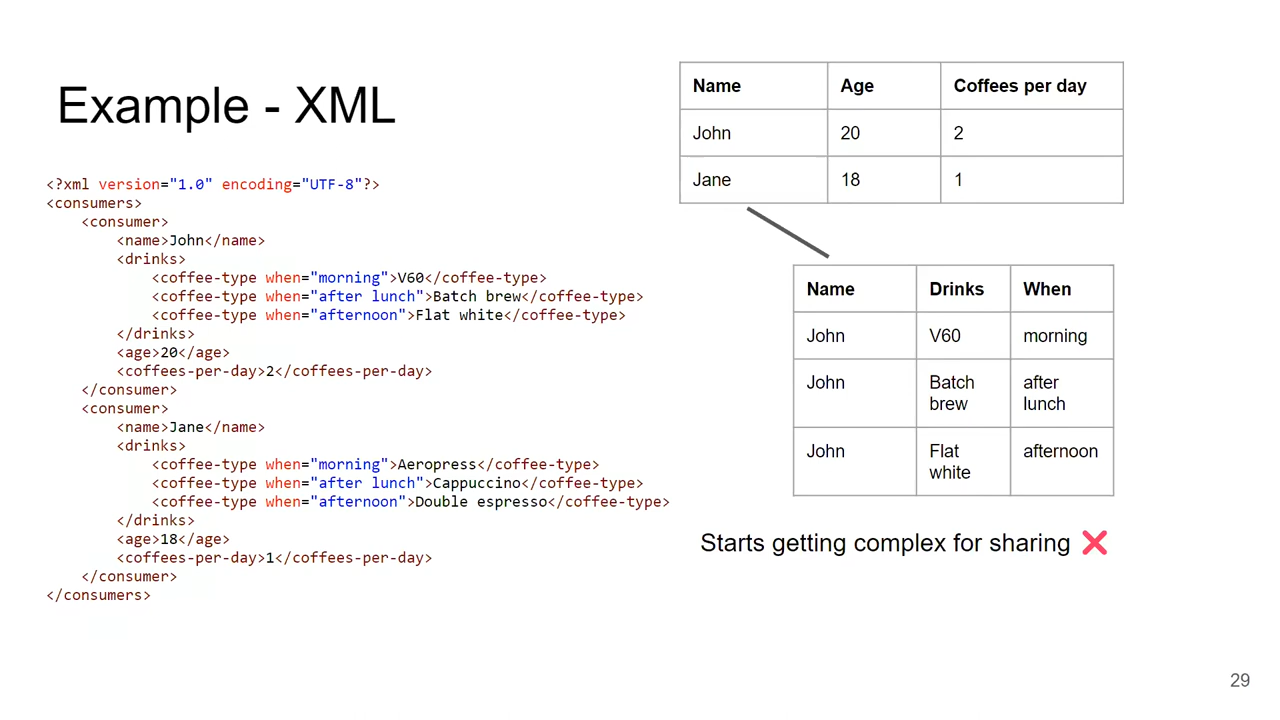 Example - XML
<?xml version="1.0" encoding="UTF-8"?>
<consumers>
    <consumer>
        <name>John</name>
        <drinks>
            <coffee-type when="morning">V60</coffee-type>
            <coffee-type when="after lunch">Batch brew</coffee-type>
            <coffee-type when="afternoon">Flat white</coffee-type>
        </drinks>
        <age>20</age>
        <coffees-per-day>2</coffees-per-day>
    </consumer>
    <consumer>
        <name>Jane</name>
        <drinks>
            <coffee-type when="morning">Aeropress</coffee-type>
            <coffee-type when="after lunch">Cappuccino</coffee-type>
            <coffee-type when="afternoon">Double espresso</coffee-type>
        </drinks>
        <age>18</age>
        <coffees-per-day>1</coffees-per-day>
    </consumer>
</consumers>
Name Age Coffees per day
John 20 2
Jane 18 1
Name Drinks When
John V60 morning
John Batch after
brew lunch
John Flat afternoon
white
Starts getting complex for sharing ❌
29